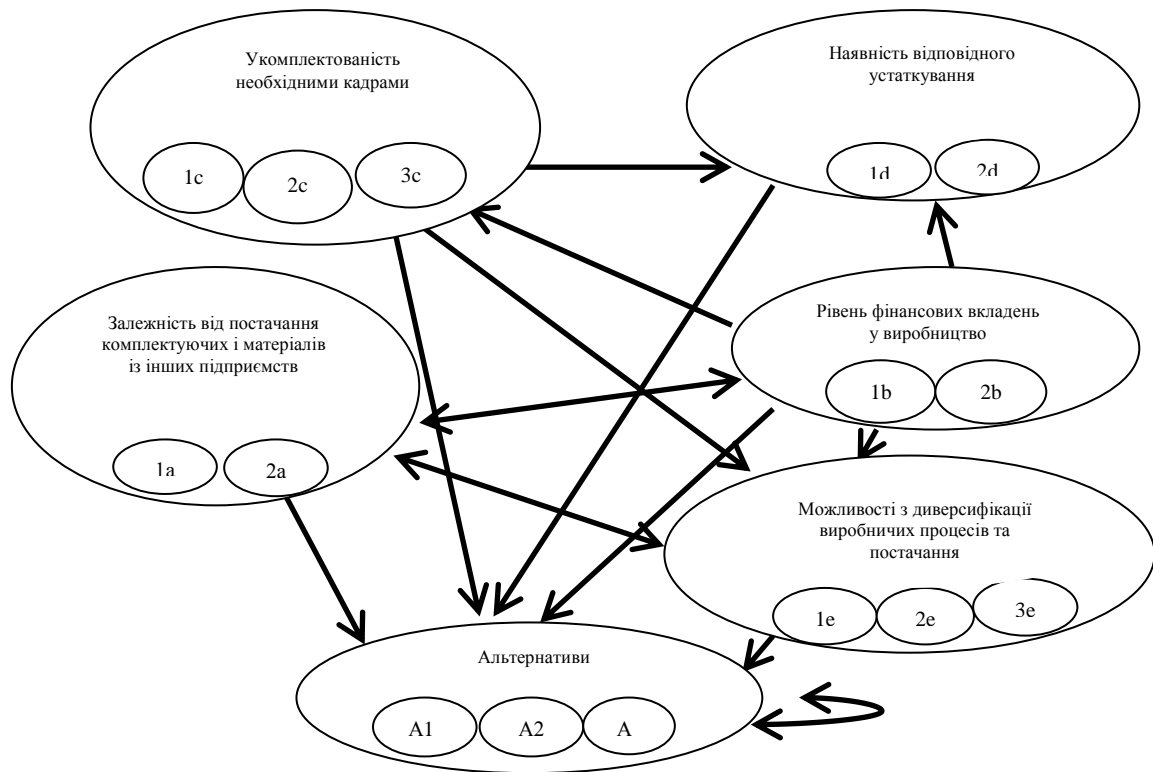 Укомплектованість
необхідними кадрами
1c
2c
3c
Наявність відповідного
устаткування
1d
2d
Залежність від постачання
комплектуючих і матеріалів
із інших підприємств
1a
2a
Рівень фінансових вкладень
у виробництво
1b
2b
Можливості з диверсифікації
виробничих процесів та
постачання
1e
2e
3e
Альтернативи
A1
A2
A